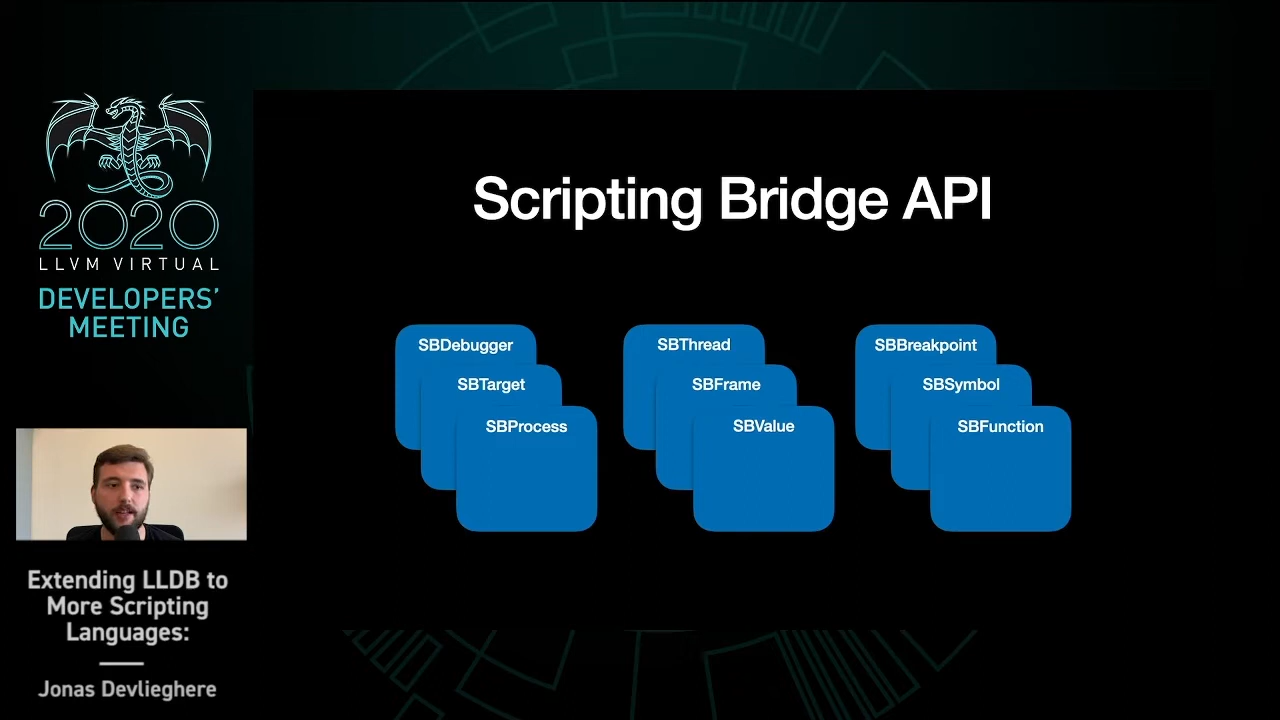 2020
LLVM VIRTUAL
DEVELOPERS’
MEETING
Extending LLDB to
More Scripting
Languages:
Jonas Devlieghere
Scripting Bridge API
SBDebugger
SBTarget
SBProcess
SBThread
SBFrame
SBValue
SBBreakpoint
SBSymbol
SBFunction